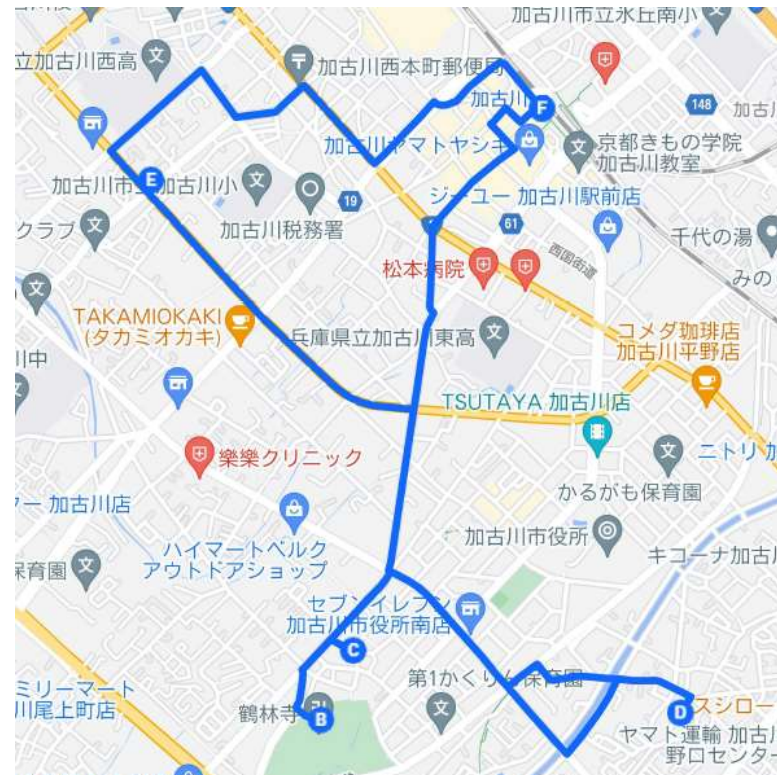 加古川市立氷丘南小
立加古川西高
加古川西本町郵便局
加古川
F
148
加古
加古川ヤマトヤシキ
京都きもの学院
加古川教室
E
加古川市立加古川小
19
ジーユー 加古川駅前店
クラブ
加古川税務署
61
西国街道
千代の湯
松本病院
みの
TAKAMIOKAKI
(タカミオカキ)
兵庫県立加古川東高
コメダ珈琲店
加古川平野店
川中
TSUTAYA 加古川店
樂樂クリニック
ニトリ 加
かるがも保育園
加古川店
ハイマートベルク
アウトドアショップ
加古川市役所
キコーナ加古川
保育園
セブンイレブン
加古川市役所南店
C
ミリーマート
川尾上町店
第1かくりん保育園
鶴林寺
B
D
スシロー
ヤマト運輸 加古川
野口センター